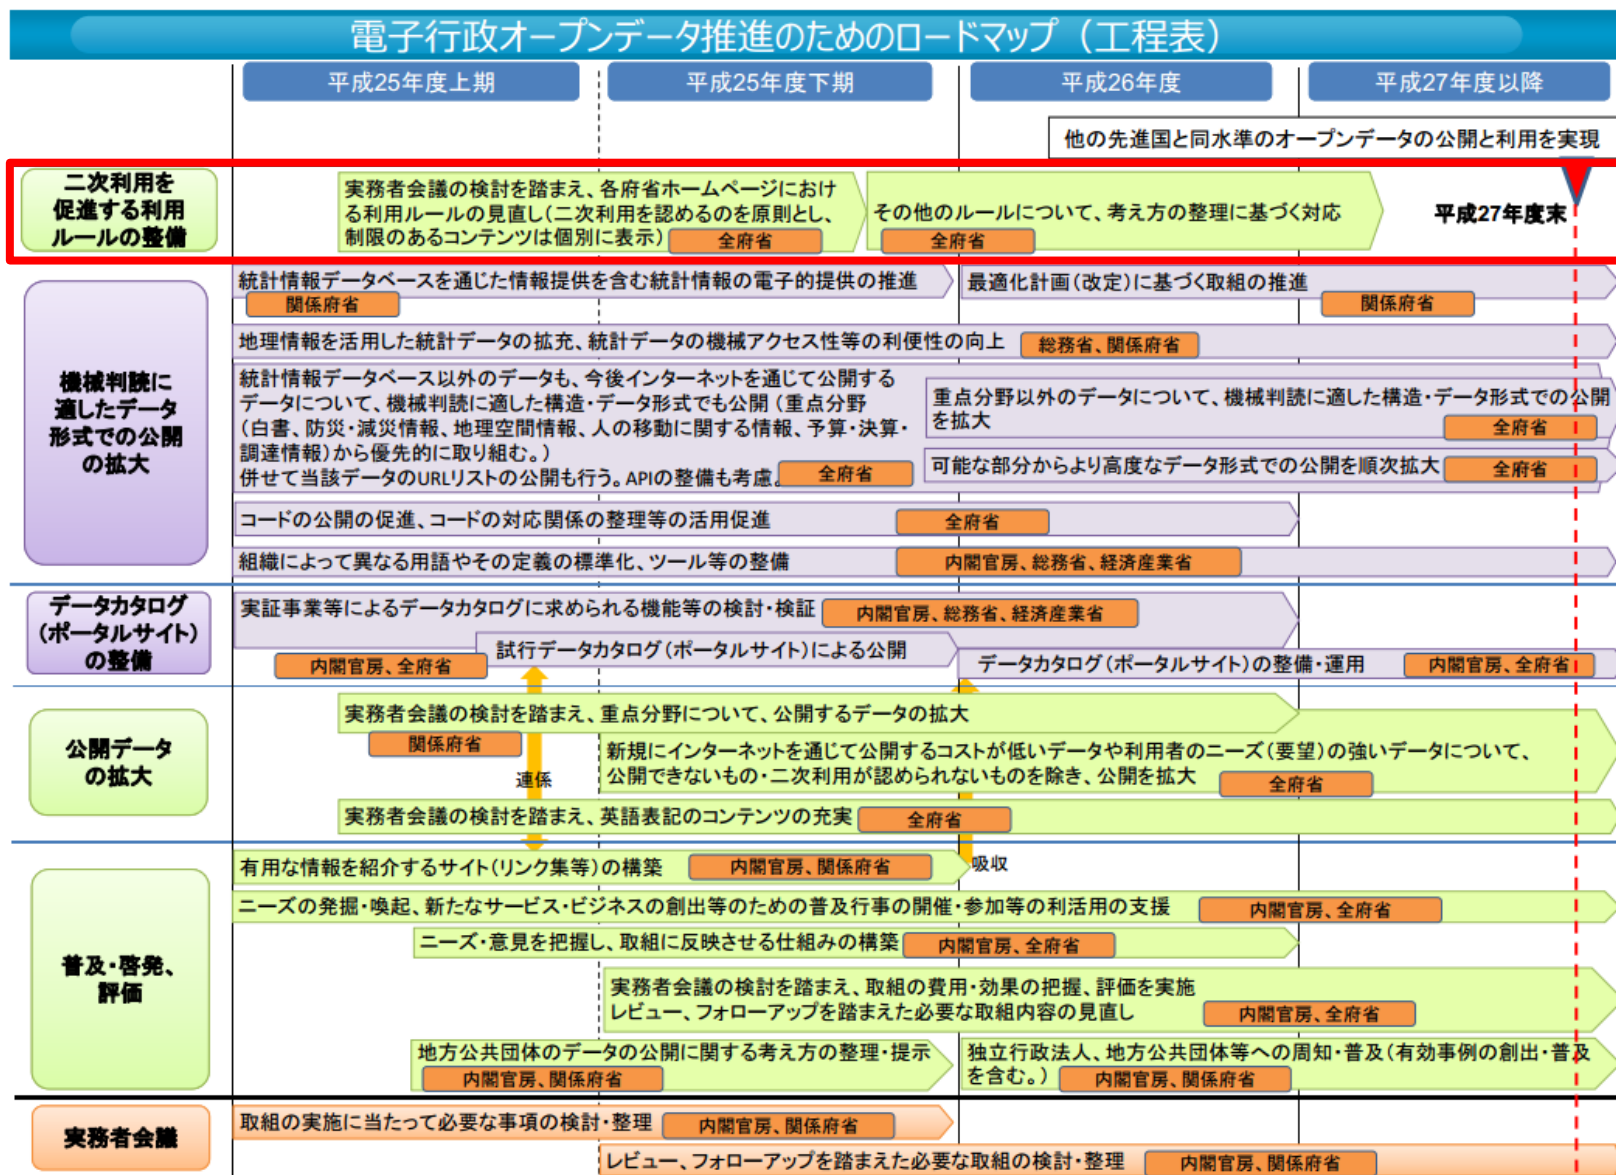 電子行政オープンデータ推進のためのロードマップ（工程表）
平成25年度上期
平成25年度下期
平成26年度
平成27年度以降
他の先進国と同水準のオープンデータの公開と利用を実現
二次利用を
促進する利用
ルールの整備
実務者会議の検討を踏まえ、各府省ホームページにおけ
る利用ルールの見直し(二次利用を認めるのを原則とし、
制限のあるコンテンツは個別に表示)
全府省
その他のルールについて、考え方の整理に基づく対応
全府省
平成27年度末
機械判読に
適したデータ
形式での公開
の拡大
統計情報データベースを通じた情報提供を含む統計情報の電子的提供の推進
関係府省
最適化計画(改定)に基づく取組の推進
関係府省
地理情報を活用した統計データの拡充、統計データの機械アクセス性等の利便性の向上
総務省、関係府省
統計情報データベース以外のデータも、今後インターネットを通じて公開する
データについて、機械判読に適した構造・データ形式でも公開（重点分野
(白書、防災・減災情報、地理空間情報、人の移動に関する情報、予算・決算・
調達情報)から優先的に取り組む。）
併せて当該データのURLリストの公開も行う。APIの整備も考慮。
全府省
重点分野以外のデータについて、機械判読に適した構造・データ形式での公開
を拡大
全府省
可能な部分からより高度なデータ形式での公開を順次拡大
全府省
コードの公開の促進、コードの対応関係の整理等の活用促進
全府省
組織によって異なる用語やその定義の標準化、ツール等の整備
内閣官房、総務省、経済産業省
データカタログ
(ポータルサイト)
の整備
実証事業等によるデータカタログに求められる機能等の検討・検証
内閣官房、総務省、経済産業省
試行データカタログ(ポータルサイト)による公開
内閣官房、全府省
データカタログ(ポータルサイト)の整備・運用
内閣官房、全府省
公開データ
の拡大
実務者会議の検討を踏まえ、重点分野について、公開するデータの拡大
関係府省
新規にインターネットを通じて公開するコストが低いデータや利用者のニーズ(要望)の強いデータについて、
公開できないもの・二次利用が認められないものを除き、公開を拡大
全府省
連係
実務者会議の検討を踏まえ、英語表記のコンテンツの充実
全府省
普及・啓発、
評価
有用な情報を紹介するサイト(リンク集等)の構築
内閣官房、関係府省
吸収
ニーズの発掘・喚起、新たなサービス・ビジネスの創出等のための普及行事の開催・参加等の利活用の支援
内閣官房、全府省
ニーズ・意見を把握し、取組に反映させる仕組みの構築
内閣官房、全府省
実務者会議の検討を踏まえ、取組の費用・効果の把握、評価を実施
レビュー、フォローアップを踏まえた必要な取組内容の見直し
内閣官房、全府省
地方公共団体のデータの公開に関する考え方の整理・提示
内閣官房、関係府省
独立行政法人、地方公共団体等への周知・普及(有効事例の創出・普及
を含む。)
内閣官房、関係府省
実務者会議
取組の実施に当たって必要な事項の検討・整理
内閣官房、関係府省
レビュー、フォローアップを踏まえた必要な取組の検討・整理
内閣官房、関係府省